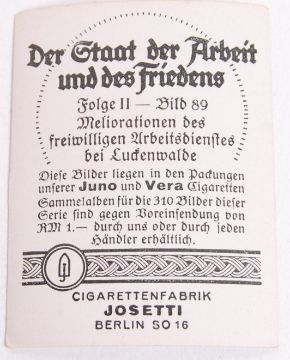 Der Staat der Arbeit
und des Friedens
Folge II — Bild 89
Meliorationen des
freiwilligen Arbeitsdienstes
bei Luckenwalde
Diese Bilder liegen in den Packungen
unserer Juno und Vera Cigaretten
Sammelalben für die 310 Bilder dieser
Serie sind gegen Voreinsendung von
RM 1.— durch uns oder durch jeden
Händler erhältlich.
CIGARETTENFABRIK
JOSETTI
BERLIN SO 16